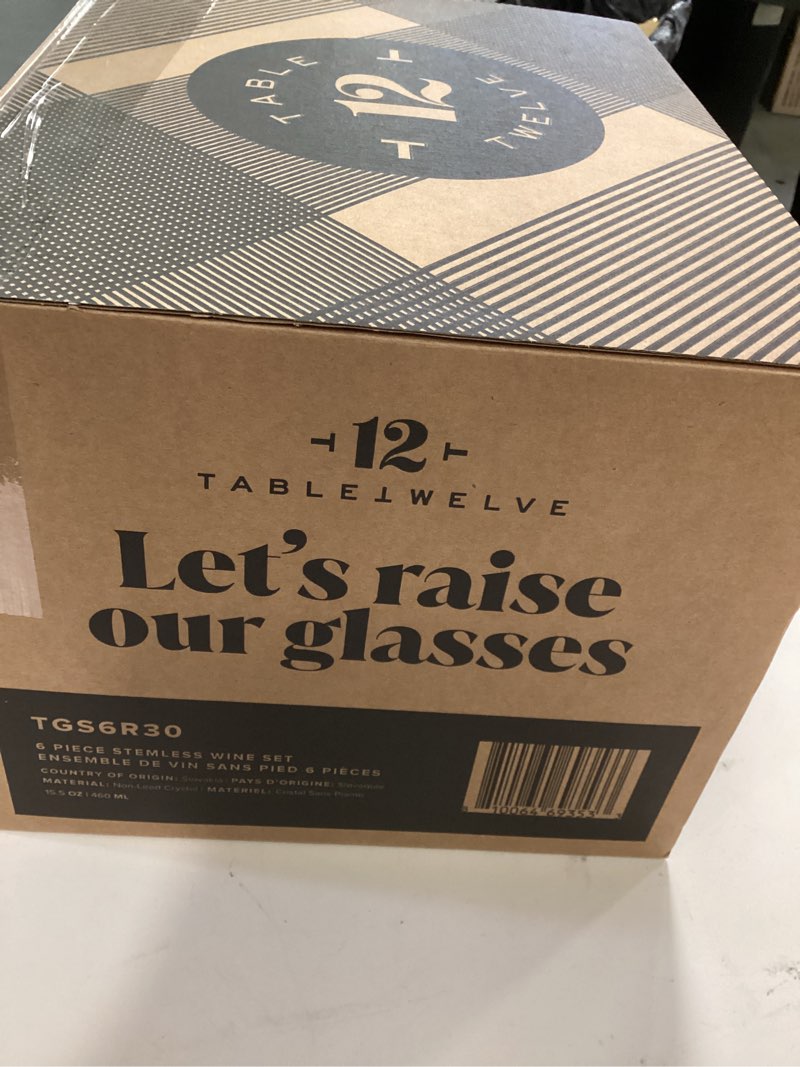 TABLE
T 12 T
TWELVE
T 12 T
TABLETWELVE
Let's raise
our glasses
TGS6R30
6 PIECE STEMLESS WINE SET
ENSEMBLE DE VIN SANS PIED 6 PIÈCES
COUNTRY OF ORIGIN: Slovakia | PAYS D'ORIGINE: Slovaquie
MATERIAL: Non-Lead Crystal | MATÉRIEL: Cristal Sans Plomb
15.5 OZ | 460 ML